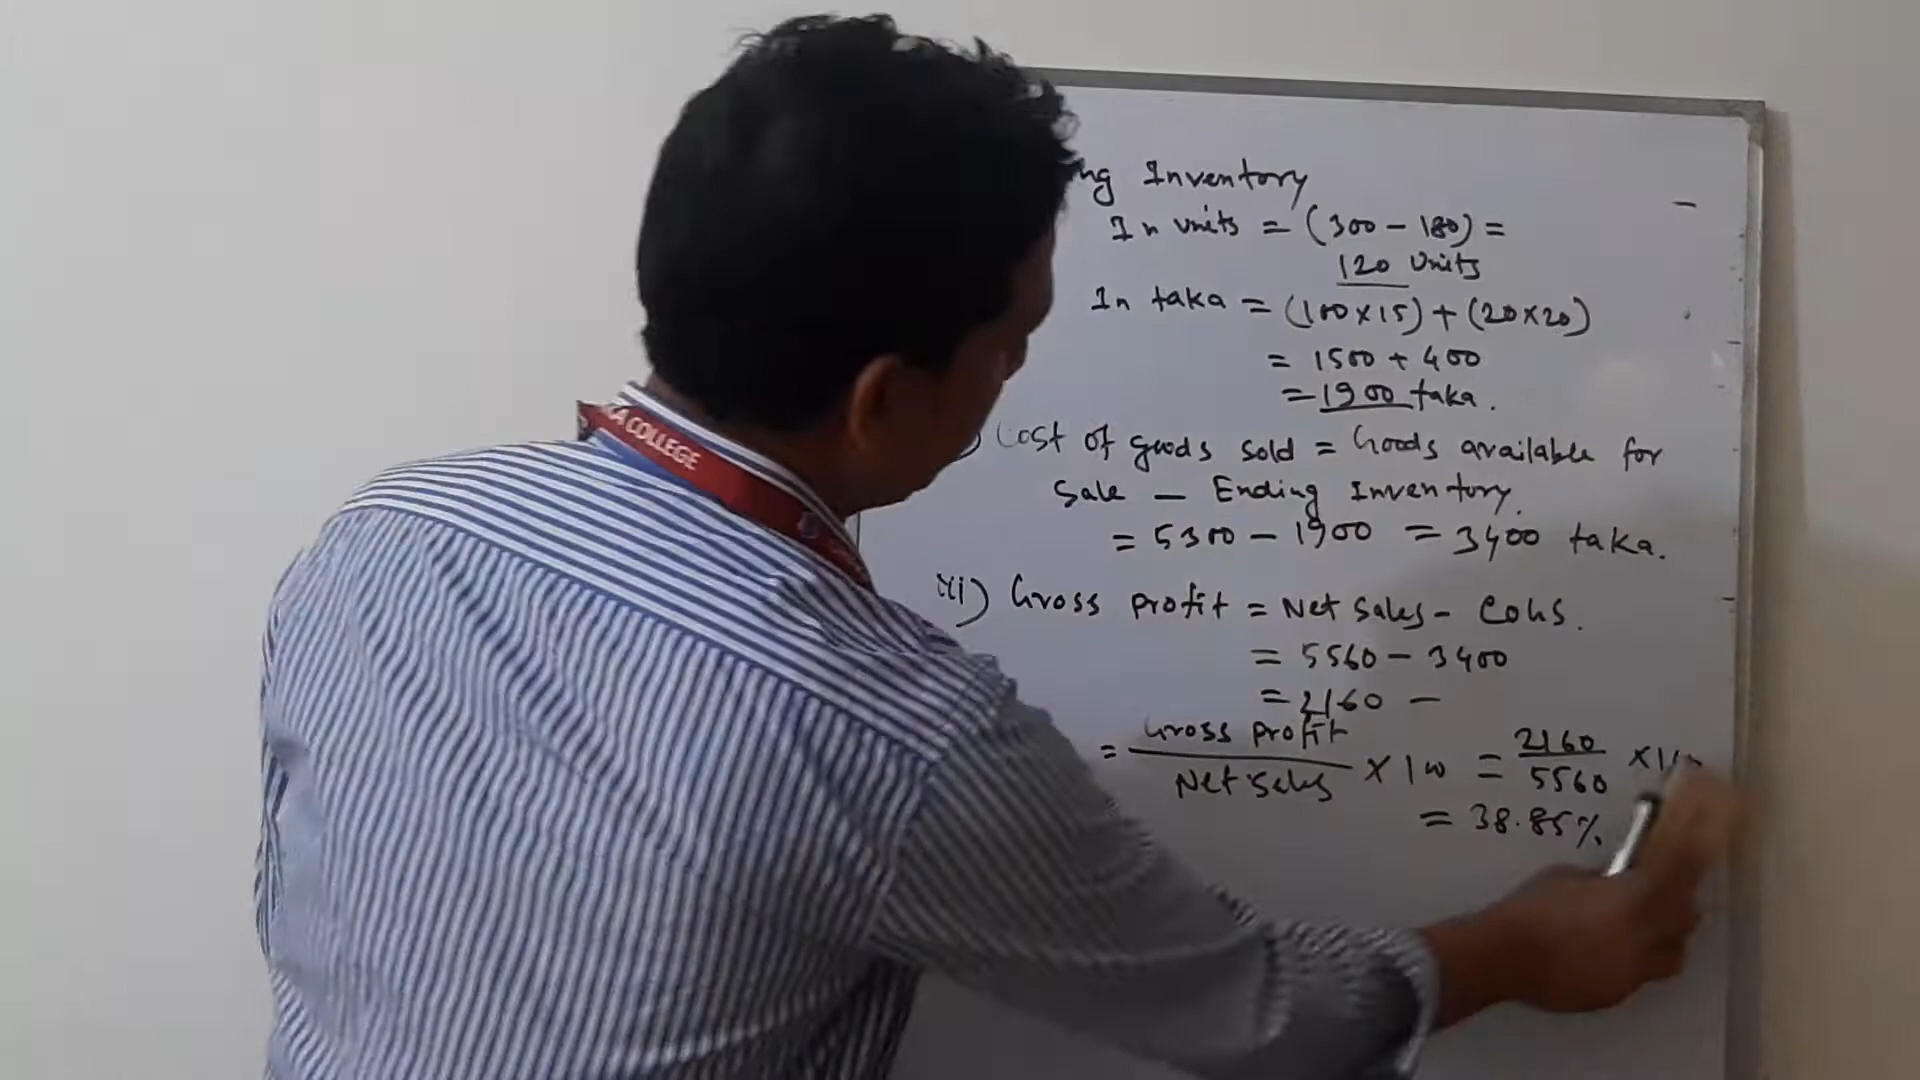 Inventory
In units = (300 - 180) =
120 Units
In taka = (100 x 15) + (20 x 20)
= 1500 + 400
= 1900 taka.
) Cost of goods sold = Goods available for
Sale - Ending Inventory.
= 5300 - 1900 = 3400 taka.
iii) Gross profit = Net Sales - COGS.
= 5560 - 3400
= 2160 -
= Gross profit / Net sales x 100 = 2160 / 5560
= 38.85%
COLLEGE